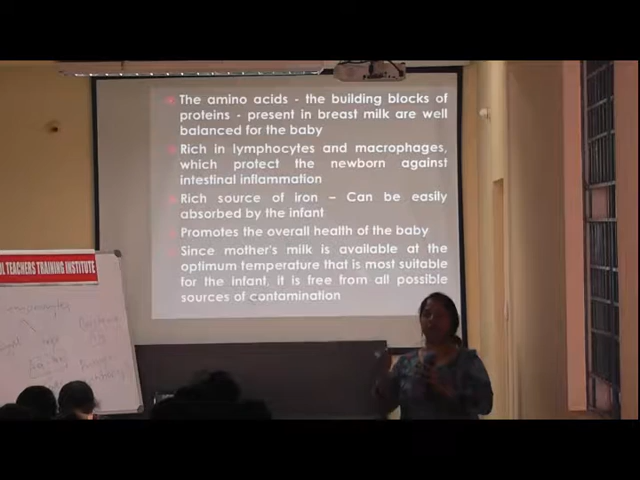 The amino acids - the building blocks of
proteins - present in breast milk are well
balanced for the baby
Rich in lymphocytes and macrophages,
which protect the newborn against
intestinal inflammation
Rich source of iron – Can be easily
absorbed by the infant
Promotes the overall health of the baby
Since mother's milk is available at the
optimum temperature that is most suitable
for the infant, it is free from all possible
sources of contamination
TEACHERS TRAINING INSTITUTE